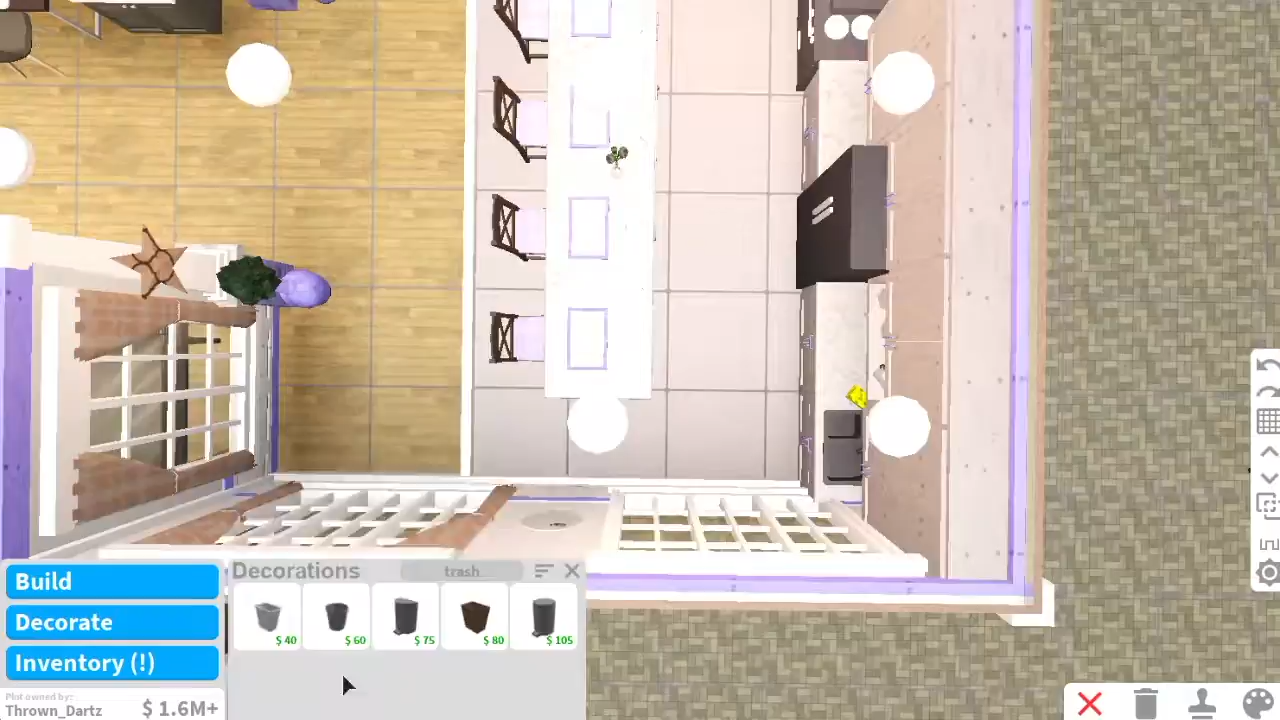 Build
Decorate
Inventory (!)
Plot owned by:
Thrown_Dartz
$ 1.6M+
Decorations
trash
$ 40
$ 60
$ 75
$ 80
$ 105